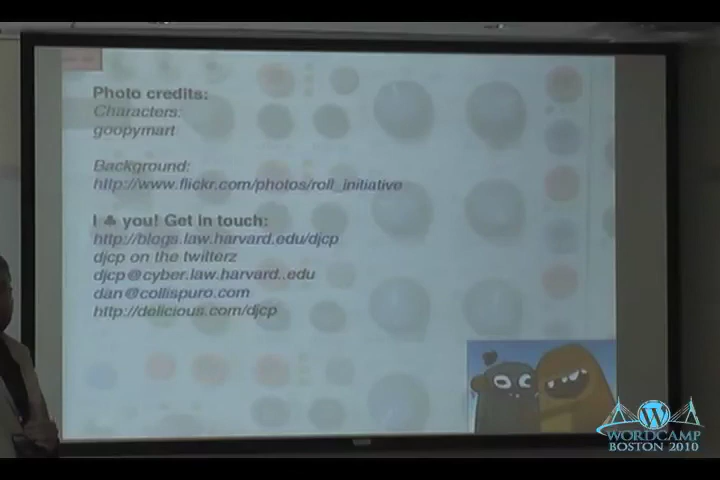 Photo credits:
Characters:
goopymart
Background:
http://www.flickr.com/photos/roll_initiative
I ♣ you! Get in touch:
http://blogs.law.harvard.edu/djcp
djcp on the twitterz
djcp@cyber.law.harvard..edu
dan@collispuro.com
http://delicious.com/djcp
WORDCAMP
BOSTON 2010